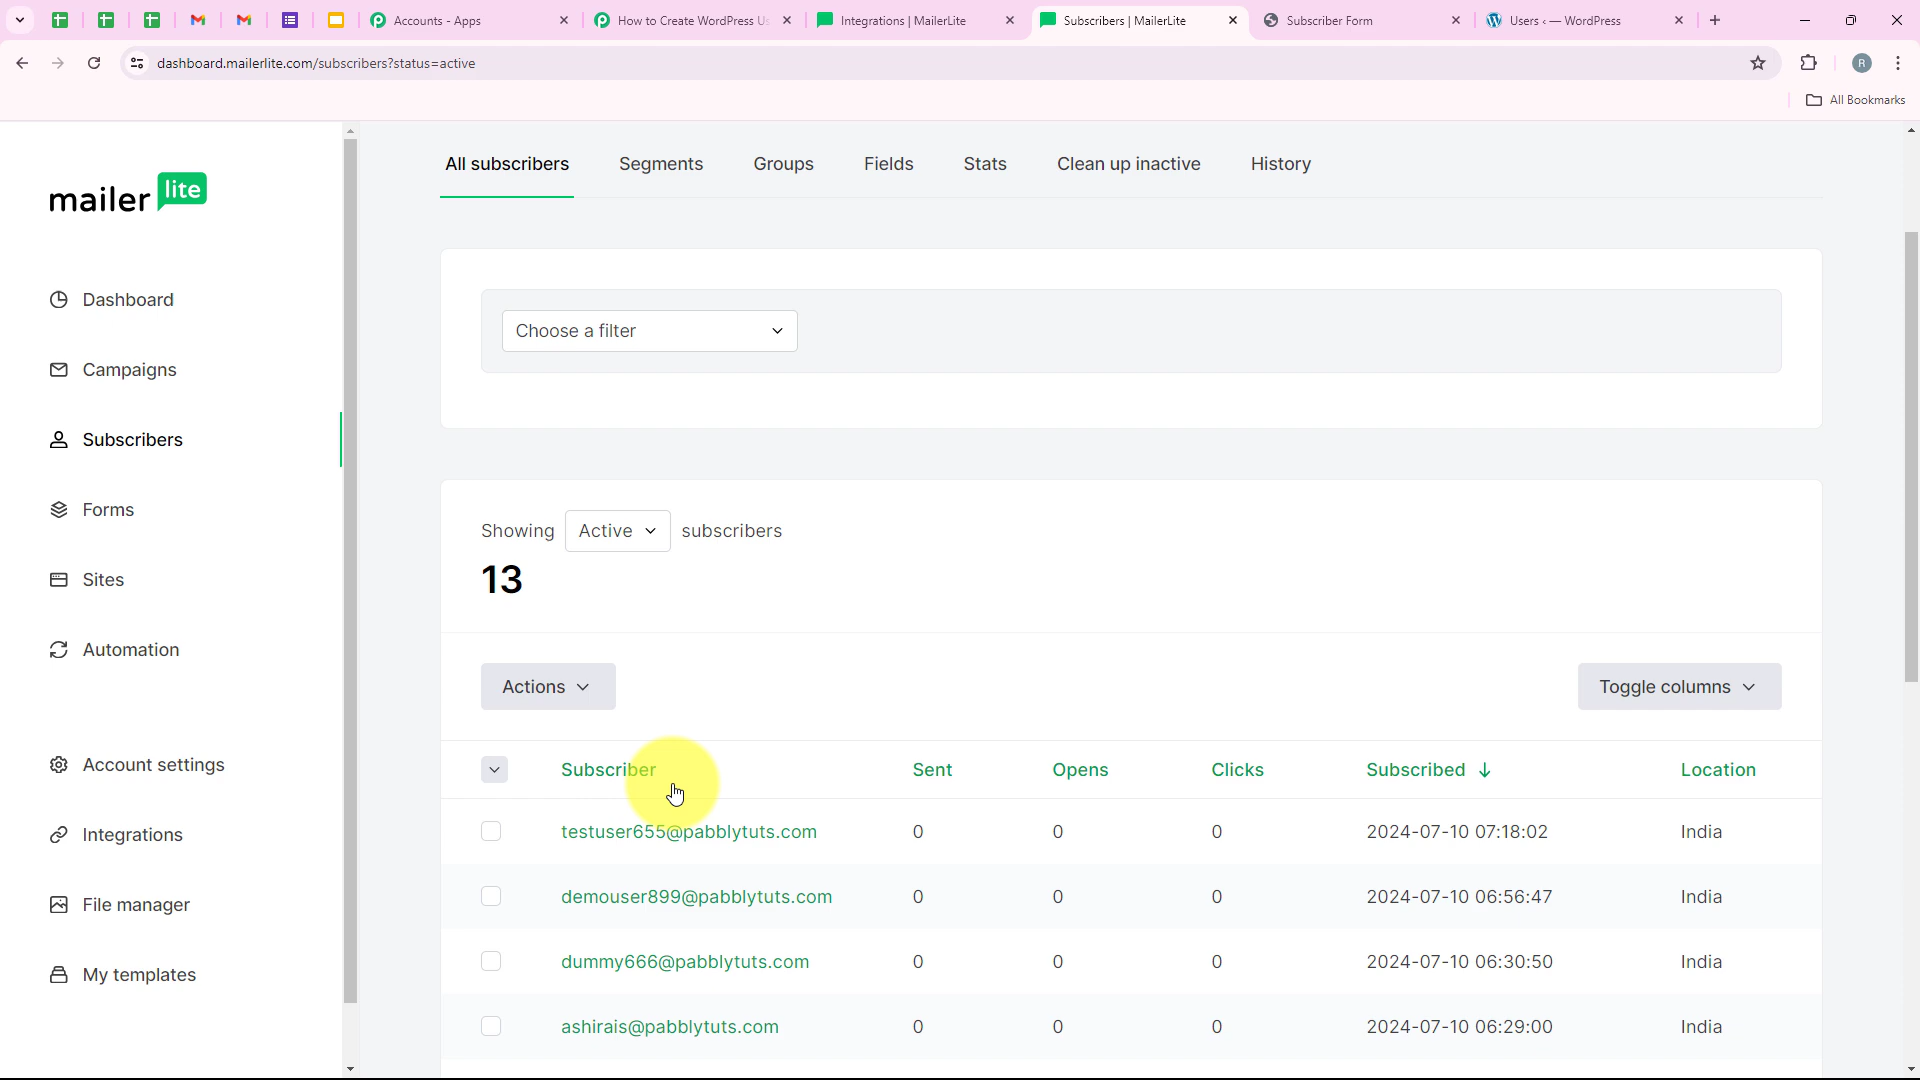 Accounts - Apps
How to Create WordPress Us
Integrations | MailerLite
Subscribers | MailerLite
Subscriber Form
Users ‹ — WordPress
dashboard.mailerlite.com/subscribers?status=active
R
All Bookmarks
mailer lite
Dashboard
Campaigns
Subscribers
Forms
Sites
Automation
Account settings
Integrations
File manager
My templates
All subscribers
Segments
Groups
Fields
Stats
Clean up inactive
History
Choose a filter
Showing Active subscribers
13
Actions
Toggle columns
Subscriber Sent Opens Clicks Subscribed ↓ Location
testuser655@pabblytuts.com 0 0 0 2024-07-10 07:18:02 India
demouser899@pabblytuts.com 0 0 0 2024-07-10 06:56:47 India
dummy666@pabblytuts.com 0 0 0 2024-07-10 06:30:50 India
ashirais@pabblytuts.com 0 0 0 2024-07-10 06:29:00 India